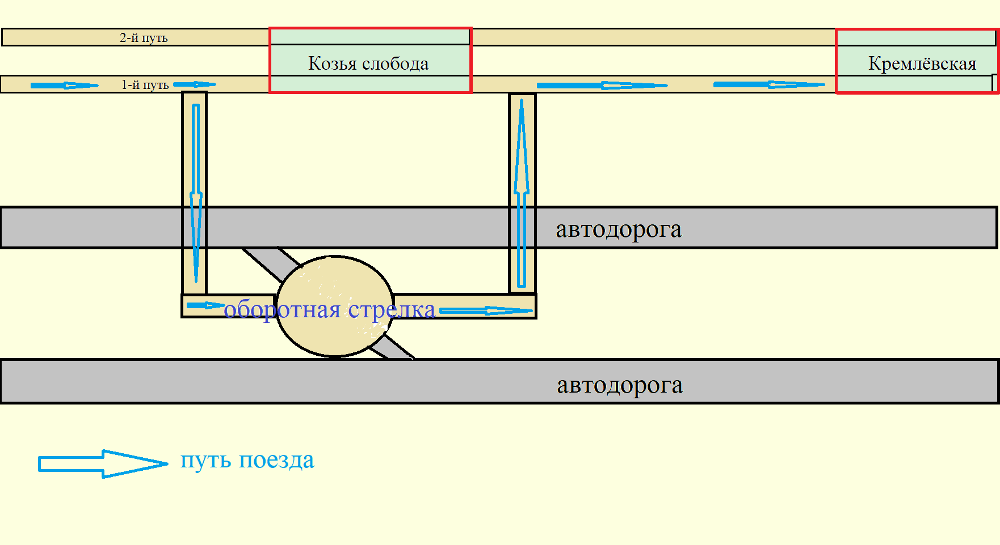 2-й путь
Козья слобода
Кремлёвская
1-й путь
автодорога
оборотная стрелка
автодорога
путь поезда